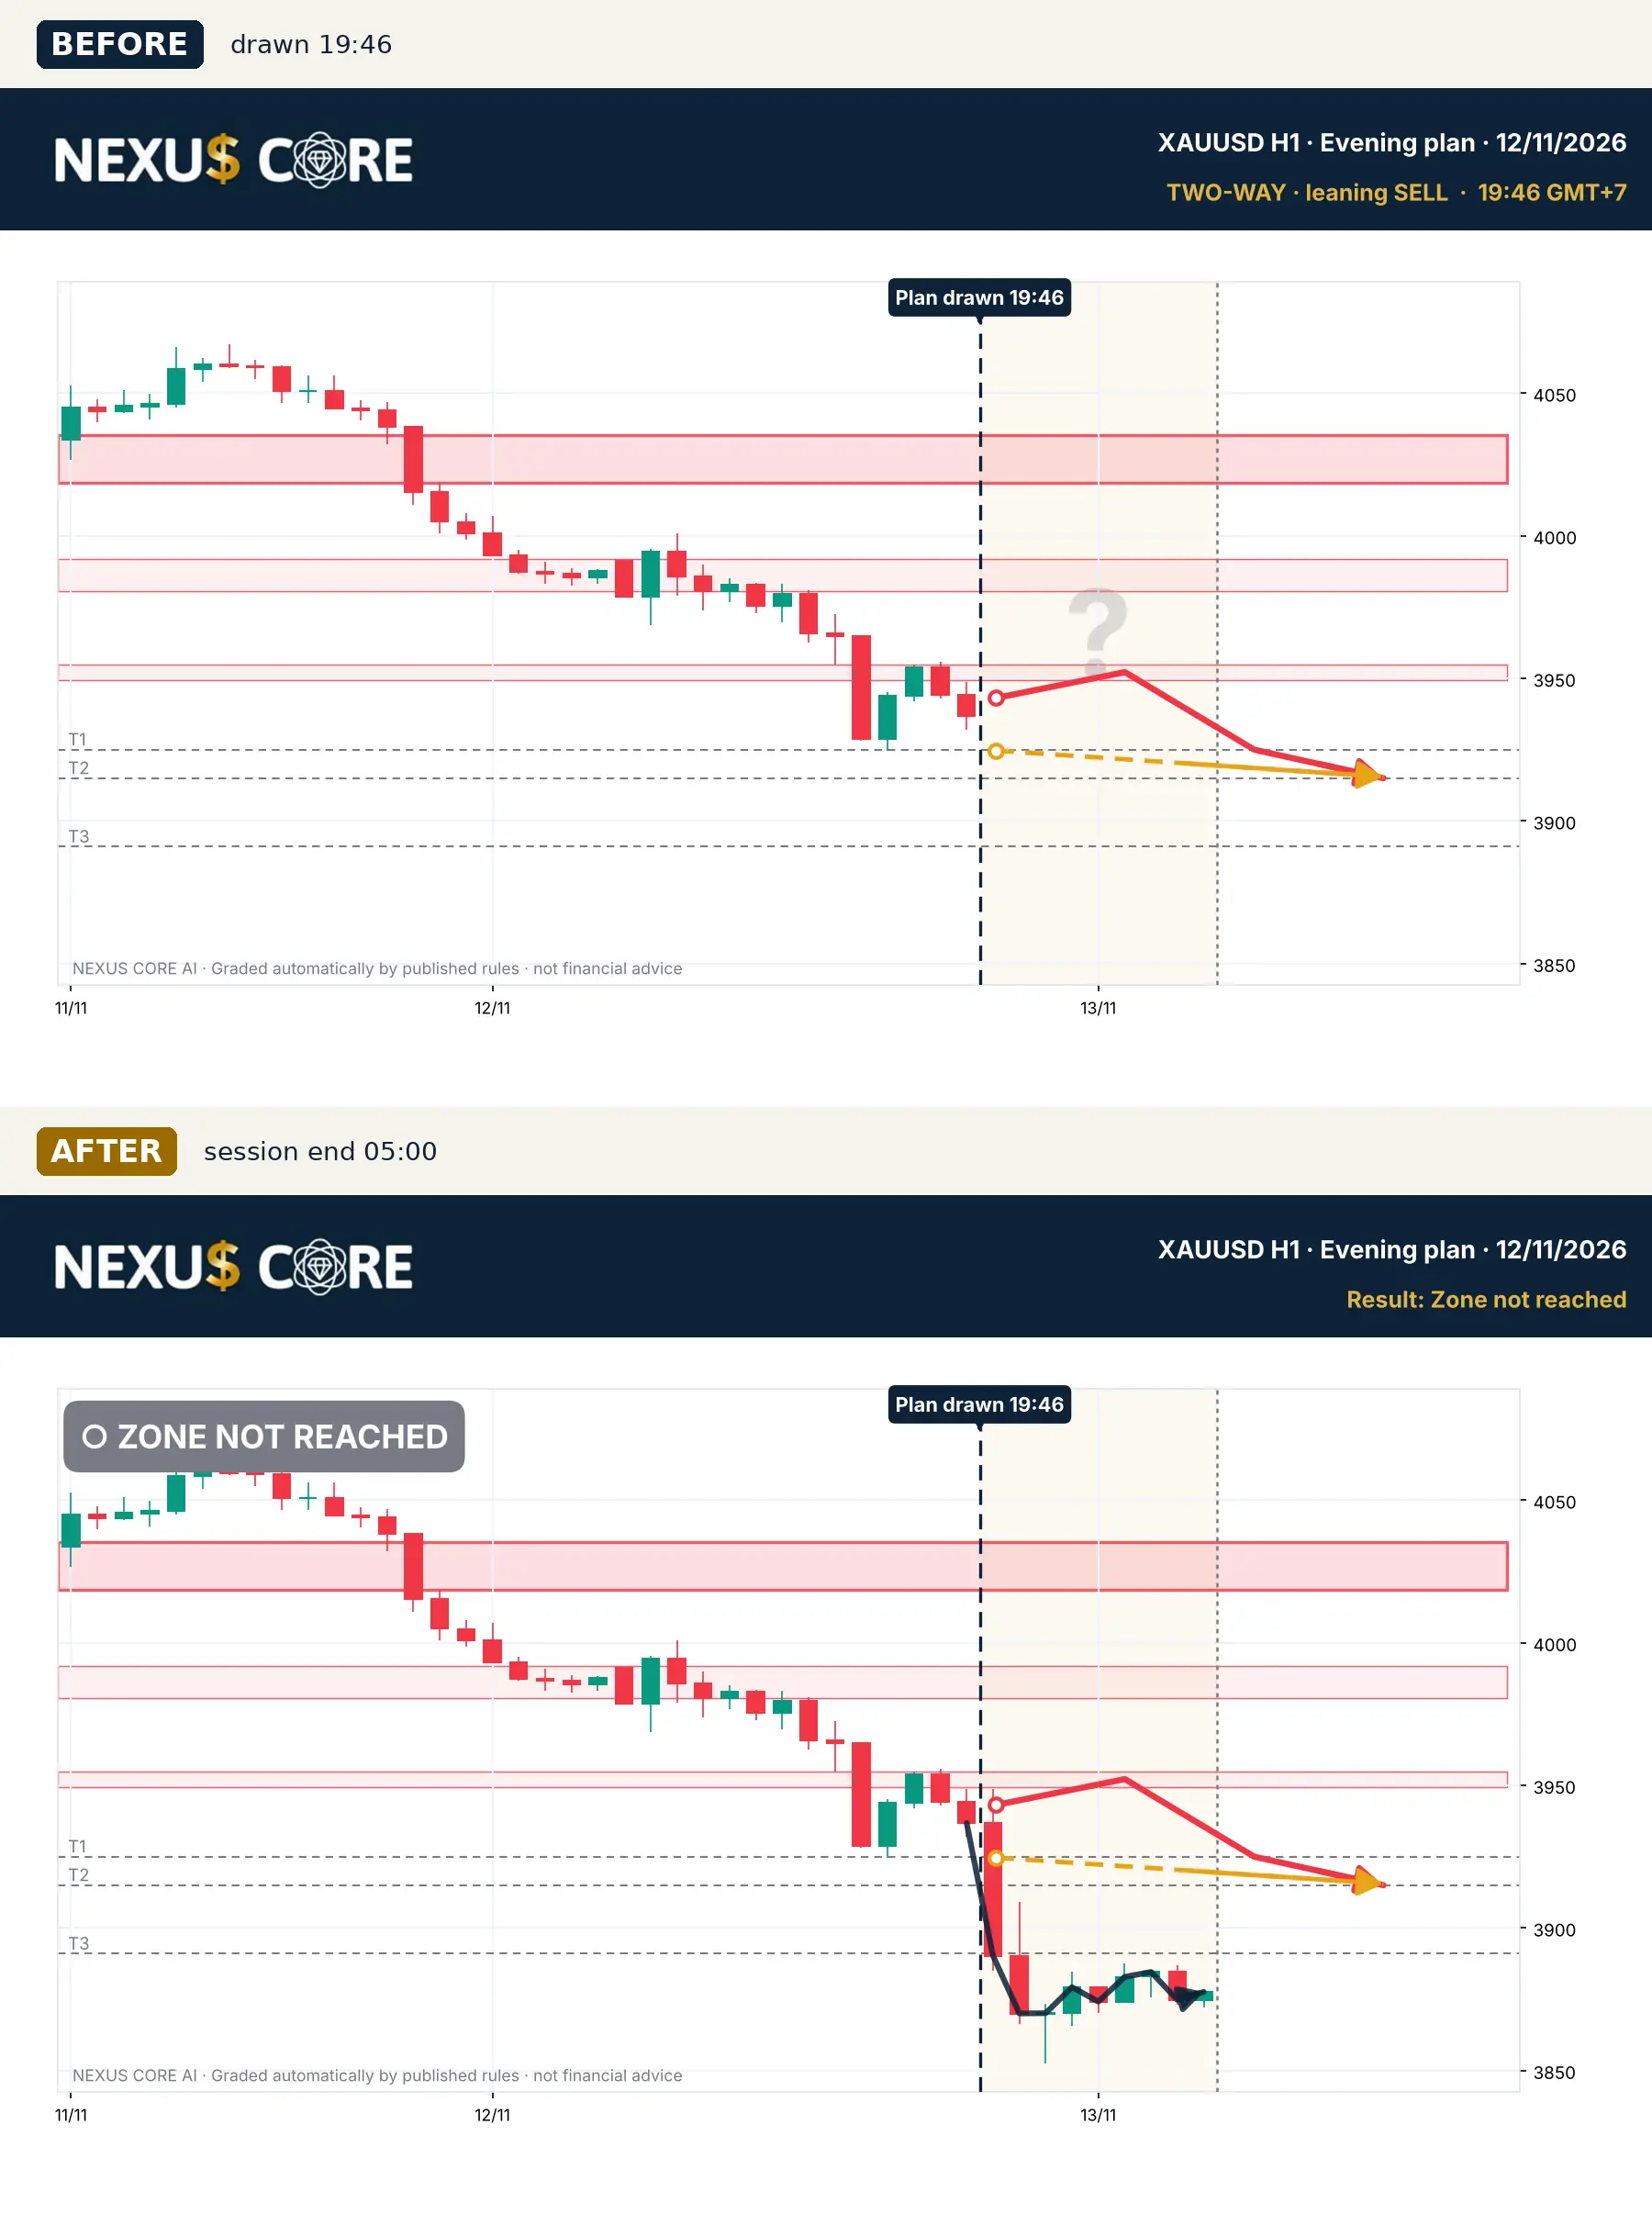 BEFORE drawn 19:46
NEXU$ CORE
XAUUSD H1 · Evening plan · 12/11/2026
TWO-WAY · leaning SELL · 19:46 GMT+7
Plan drawn 19:46
4050
4000
?
3950
T1
T2
3900
T3
3850
NEXUS CORE AI · Graded automatically by published rules · not financial advice
11/11 12/11 13/11
AFTER session end 05:00
NEXU$ CORE
XAUUSD H1 · Evening plan · 12/11/2026
Result: Zone not reached
Plan drawn 19:46
ZONE NOT REACHED
4050
4000
3950
T1
T2
3900
T3
3850
NEXUS CORE AI · Graded automatically by published rules · not financial advice
11/11 12/11 13/11